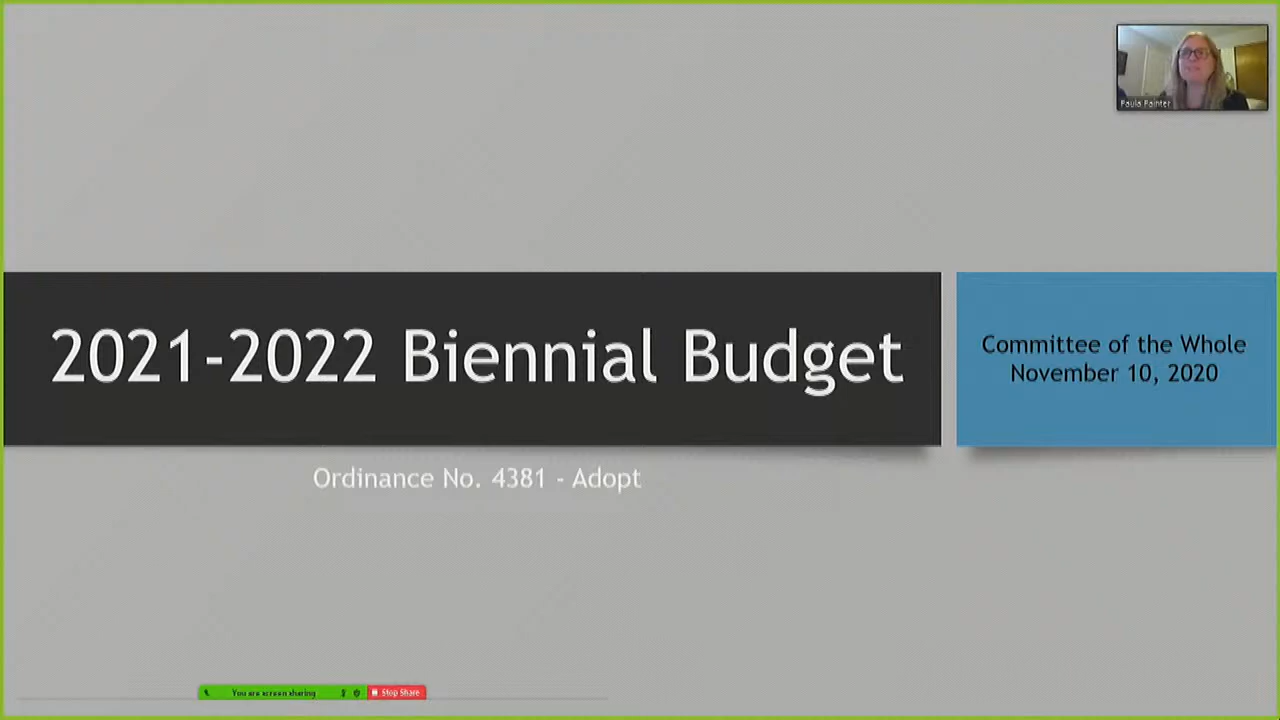 Paula Painter
2021-2022 Biennial Budget
Committee of the Whole
November 10, 2020
Ordinance No. 4381 - Adopt
You are screen sharing
Stop Share